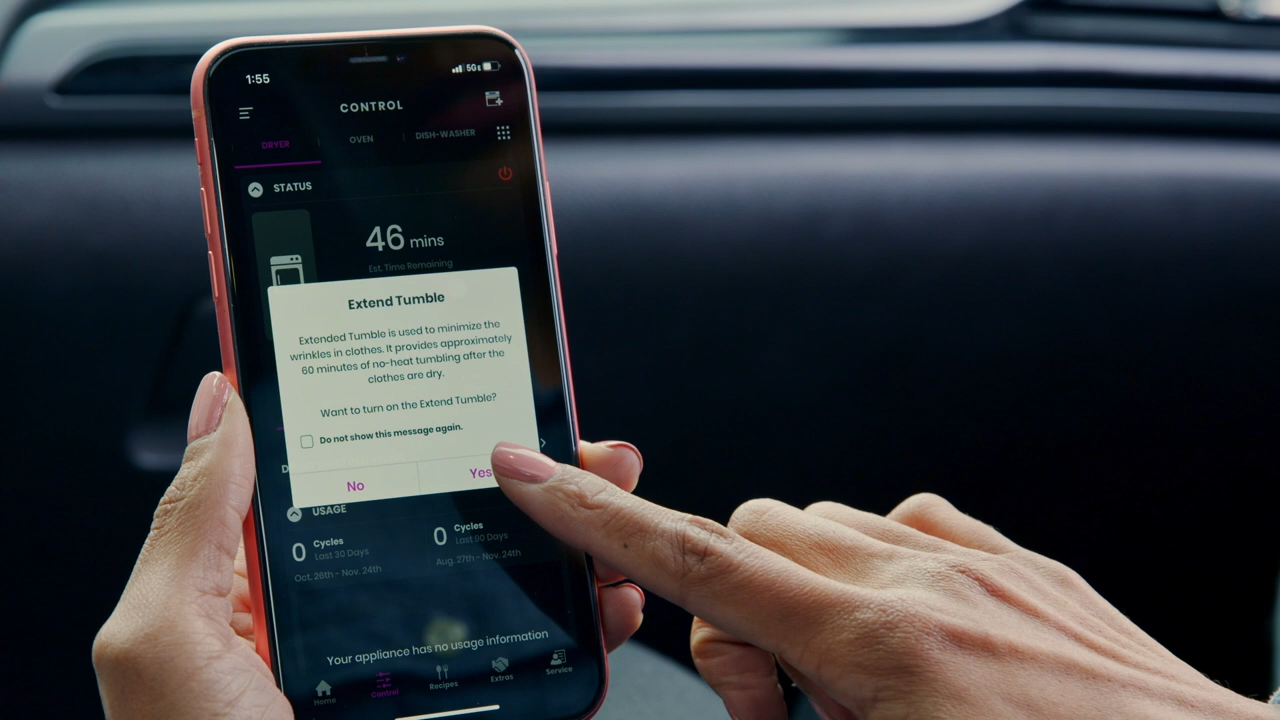 1:55
5G
CONTROL
DRYER
OVEN
DISH-WASHER
STATUS
46 mins
Est. Time Remaining
Extend Tumble
Extended Tumble is used to minimize the
wrinkles in clothes. It provides approximately
60 minutes of no-heat tumbling after the
clothes are dry.
Want to turn on the Extend Tumble?
Do not show this message again.
D
No
Yes
USAGE
0 Cycles
Last 30 Days
Oct. 26th - Nov. 24th
0 Cycles
Last 90 Days
Aug. 27th - Nov. 24th
Your appliance has no usage information
Home
Control
Recipes
Extras
Service